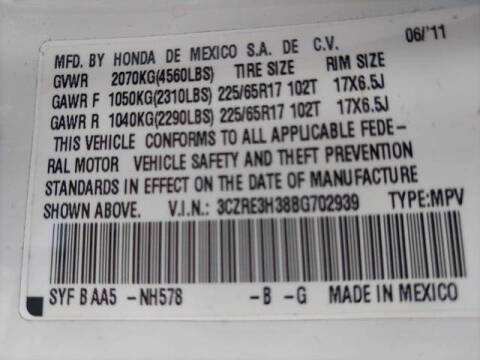 MFD. BY HONDA DE MEXICO S.A. DE C.V. 06/'11
GVWR 2070KG(4560LBS) TIRE SIZE RIM SIZE
GAWR F 1050KG(2310LBS) 225/65R17 102T 17X6.5J
GAWR R 1040KG(2290LBS) 225/65R17 102T 17X6.5J
THIS VEHICLE CONFORMS TO ALL APPLICABLE FEDE-
RAL MOTOR VEHICLE SAFETY AND THEFT PREVENTION
STANDARDS IN EFFECT ON THE DATE OF MANUFACTURE
SHOWN ABOVE. V.I.N.: 3CZRE3H38BG702939 TYPE:MPV
SYF B AA5 -NH578 -B -G MADE IN MEXICO